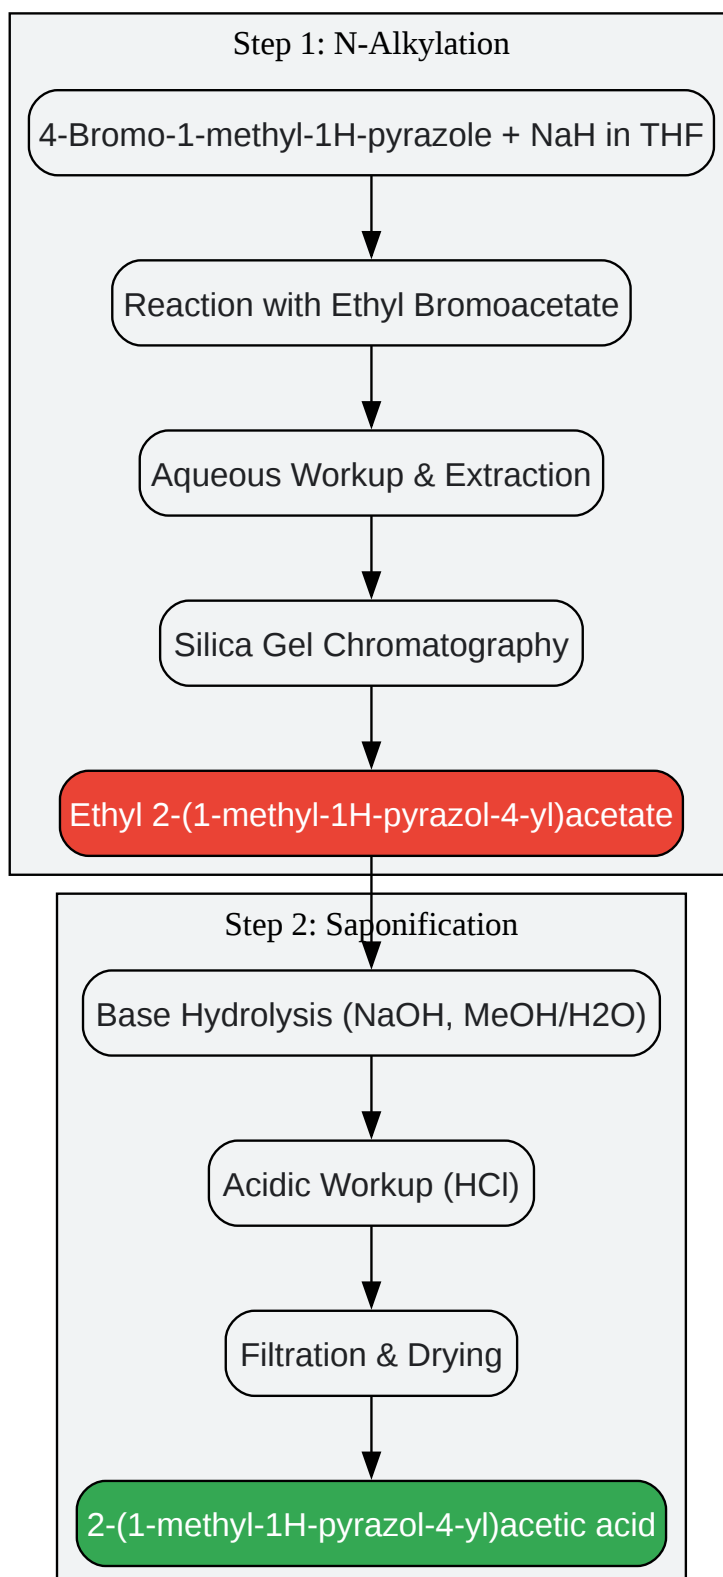 Step 1: N-Alkylation
4-Bromo-1-methyl-1H-pyrazole + NaH in THF
Reaction with Ethyl Bromoacetate
Aqueous Workup & Extraction
Silica Gel Chromatography
Ethyl 2-(1-methyl-1H-pyrazol-4-yl)acetate
Step 2: Saponification
Base Hydrolysis (NaOH, MeOH/H2O)
Acidic Workup (HCl)
Filtration & Drying
2-(1-methyl-1H-pyrazol-4-yl)acetic acid